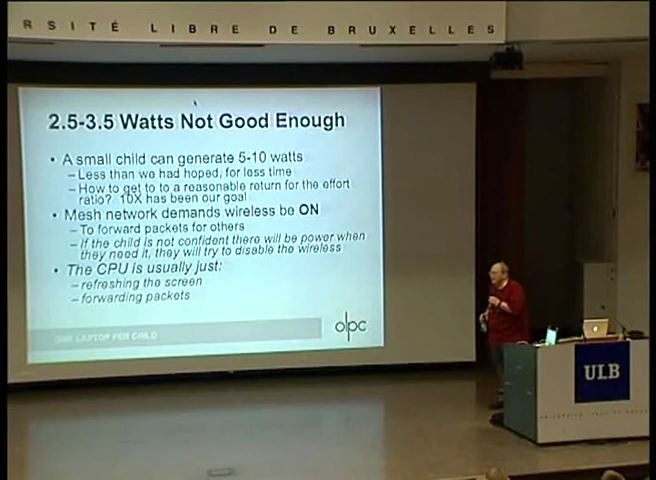 RSITÉ LIBRE DE BRUXELLES
2.5-3.5 Watts Not Good Enough
• A small child can generate 5-10 watts
– Less than we had hoped, for less time
– How to get to to a reasonable return for the effort
ratio? 10X has been our goal
• Mesh network demands wireless be ON
– To forward packets for others
– If the child is not confident there will be power when
they need it, they will try to disable the wireless
• The CPU is usually just:
– refreshing the screen
– forwarding packets
ONE LAPTOP PER CHILD
olpc
ULB